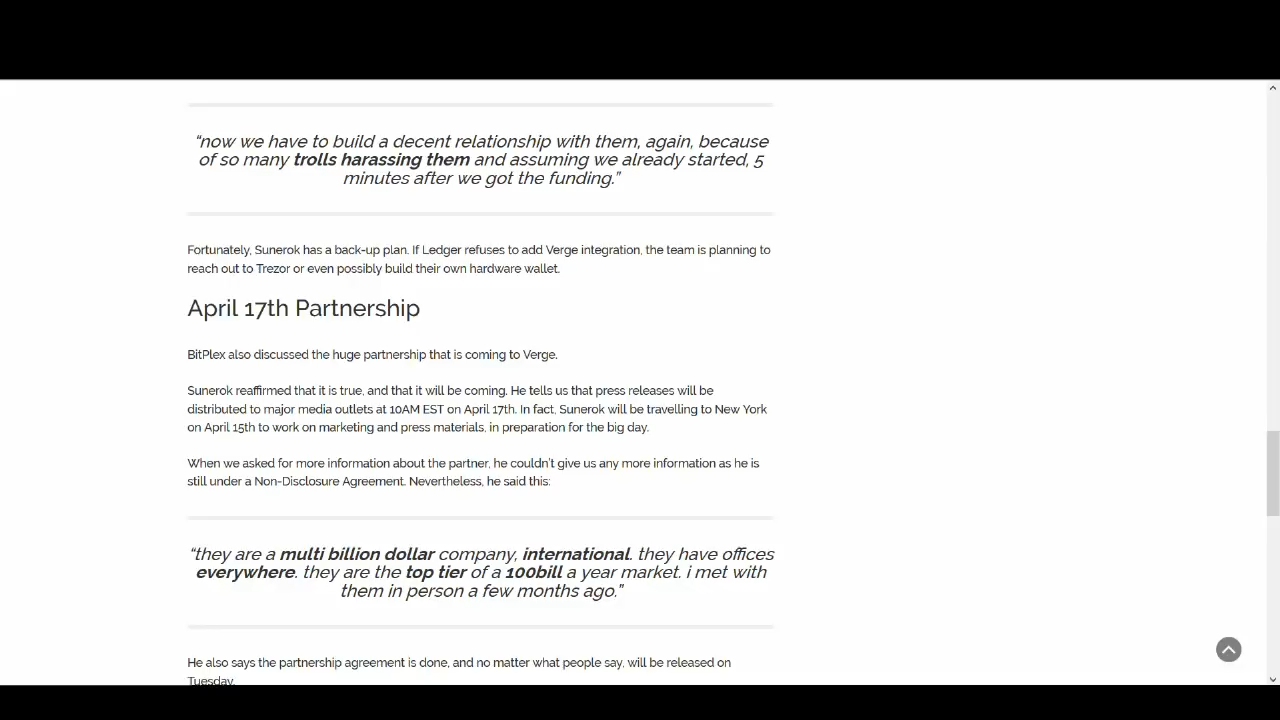 “now we have to build a decent relationship with them, again, because
of so many trolls harassing them and assuming we already started, 5
minutes after we got the funding.”
Fortunately, Sunerok has a back-up plan. If Ledger refuses to add Verge integration, the team is planning to
reach out to Trezor or even possibly build their own hardware wallet.
April 17th Partnership
BitPlex also discussed the huge partnership that is coming to Verge.
Sunerok reaffirmed that it is true, and that it will be coming. He tells us that press releases will be
distributed to major media outlets at 10AM EST on April 17th. In fact, Sunerok will be travelling to New York
on April 15th to work on marketing and press materials, in preparation for the big day.
When we asked for more information about the partner, he couldn't give us any more information as he is
still under a Non-Disclosure Agreement. Nevertheless, he said this:
“they are a multi billion dollar company, international. they have offices
everywhere. they are the top tier of a 100bill a year market. i met with
them in person a few months ago.”
He also says the partnership agreement is done, and no matter what people say, will be released on
Tuesday.